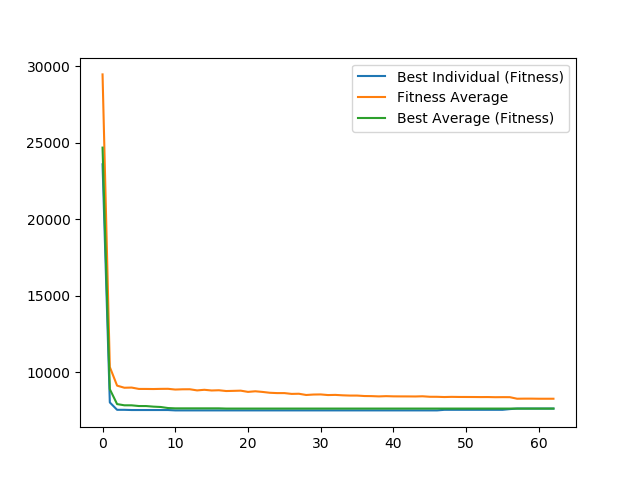 30000
25000
20000
15000
10000
0 10 20 30 40 50 60
Best Individual (Fitness)
Fitness Average
Best Average (Fitness)